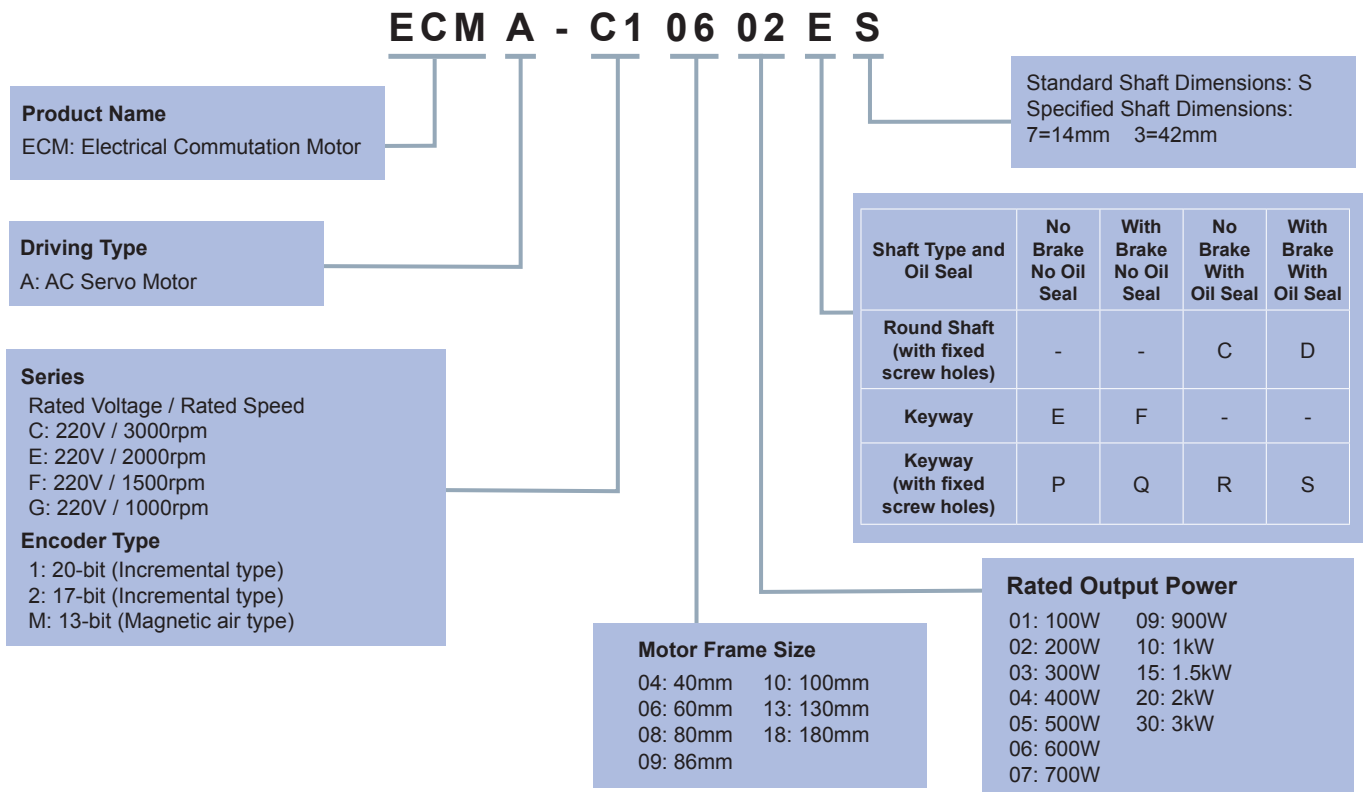 ECMA - C1 06 02 E S
Product Name
ECM: Electrical Commutation Motor
Driving Type
A: AC Servo Motor
Series
Rated Voltage / Rated Speed
C: 220V / 3000rpm
E: 220V / 2000rpm
F: 220V / 1500rpm
G: 220V / 1000rpm
Encoder Type
1: 20-bit (Incremental type)
2: 17-bit (Incremental type)
M: 13-bit (Magnetic air type)
Motor Frame Size
04: 40mm 10: 100mm
06: 60mm 13: 130mm
08: 80mm 18: 180mm
09: 86mm
Rated Output Power
01: 100W 09: 900W
02: 200W 10: 1kW
03: 300W 15: 1.5kW
04: 400W 20: 2kW
05: 500W 30: 3kW
06: 600W
07: 700W
Shaft Type and
Oil Seal
No
Brake
No Oil
Seal
With
Brake
No Oil
Seal
No
Brake
With
Oil Seal
With
Brake
With
Oil Seal
Round Shaft
(with fixed
screw holes)
- - C D
Keyway
E F - -
Keyway
(with fixed
screw holes)
P Q R S
Standard Shaft Dimensions: S
Specified Shaft Dimensions:
7=14mm 3=42mm